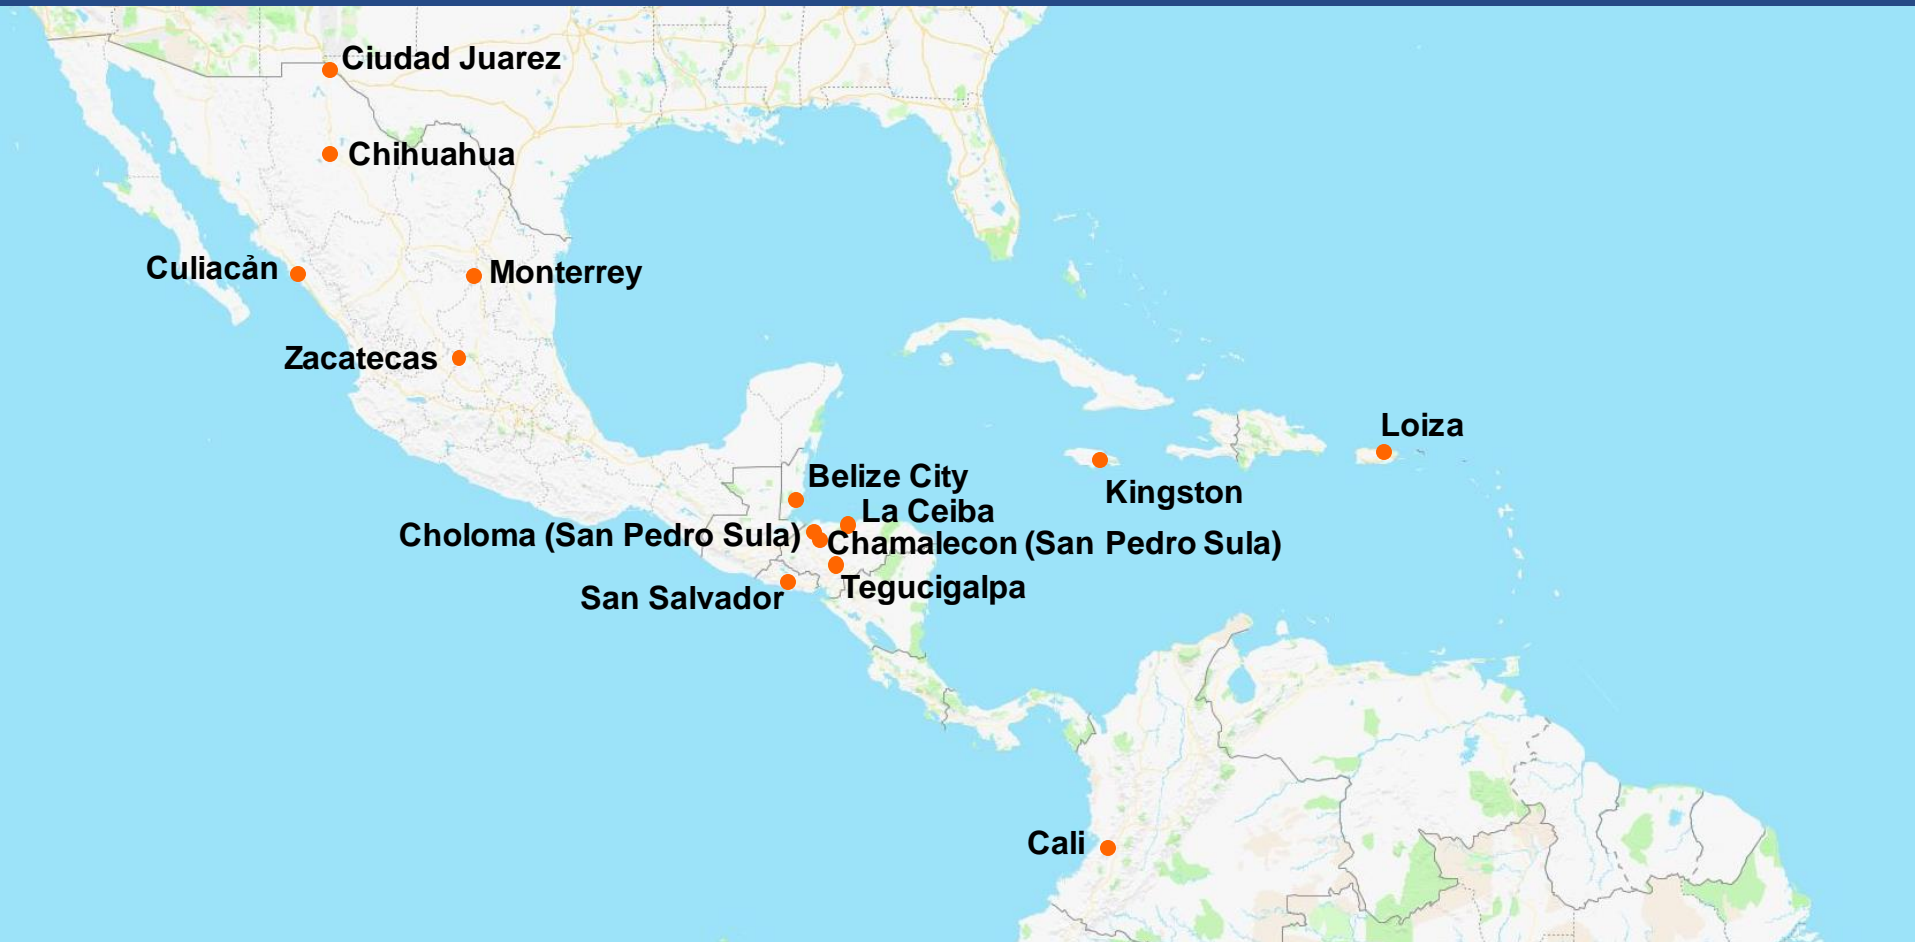 Ciudad Juarez
Chihuahua
Culiacản
Monterrey
Zacatecas
Loiza
Belize City
Kingston
La Ceiba
Choloma (San Pedro Sula)
Chamalecon (San Pedro Sula)
Tegucigalpa
San Salvador
Cali